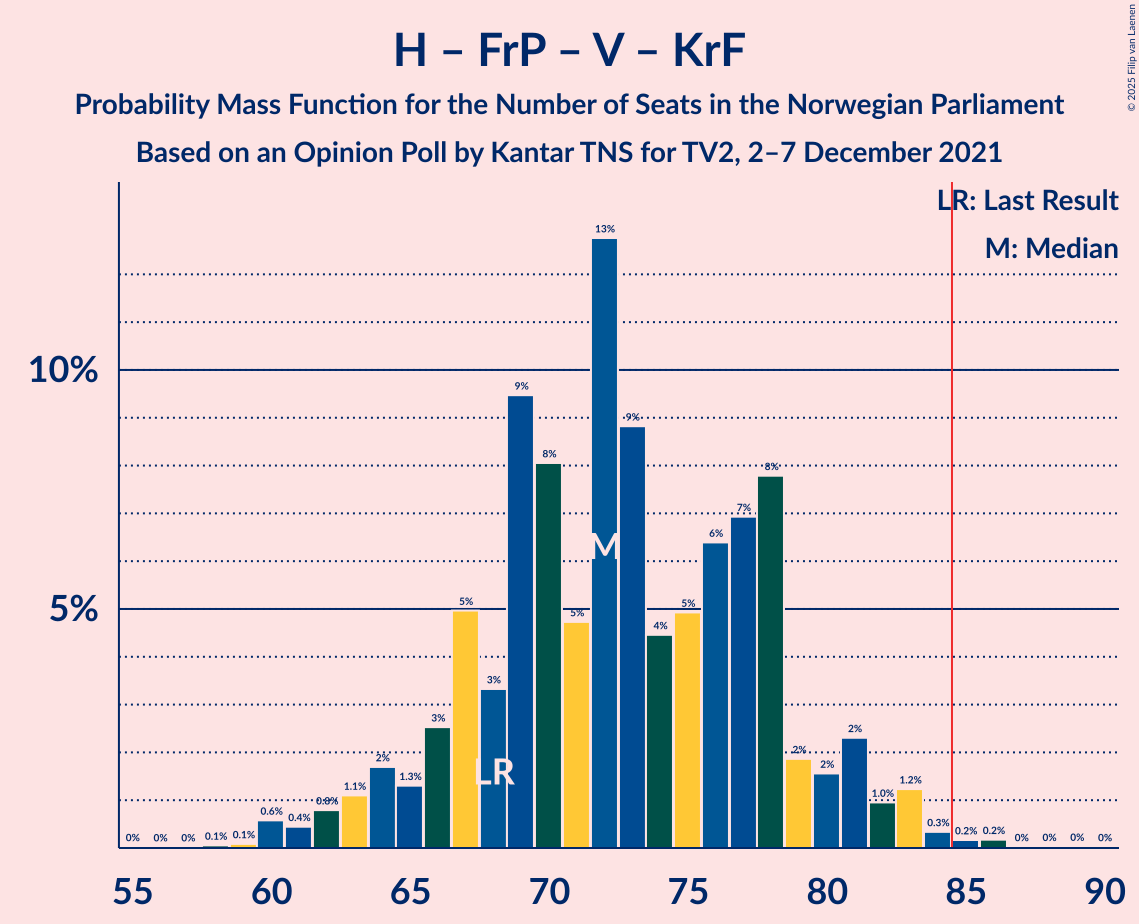 © 2025 Filip van Laenen
H – FrP – V – KrF
Probability Mass Function for the Number of Seats in the Norwegian Parliament
Based on an Opinion Poll by Kantar TNS for TV2, 2–7 December 2021
LR: Last Result
M: Median
10%
5%
0% 0% 0% 0.1% 0.1% 0.6% 0.4% 0.8% 1.1% 2% 1.3% 3% 5% 3% 9% 8% 5% 13% 9% 4% 5% 6% 7% 8% 2% 2% 2% 1.0% 1.2% 0.3% 0.2% 0.2% 0% 0% 0% 0%
M
LR
55 60 65 70 75 80 85 90